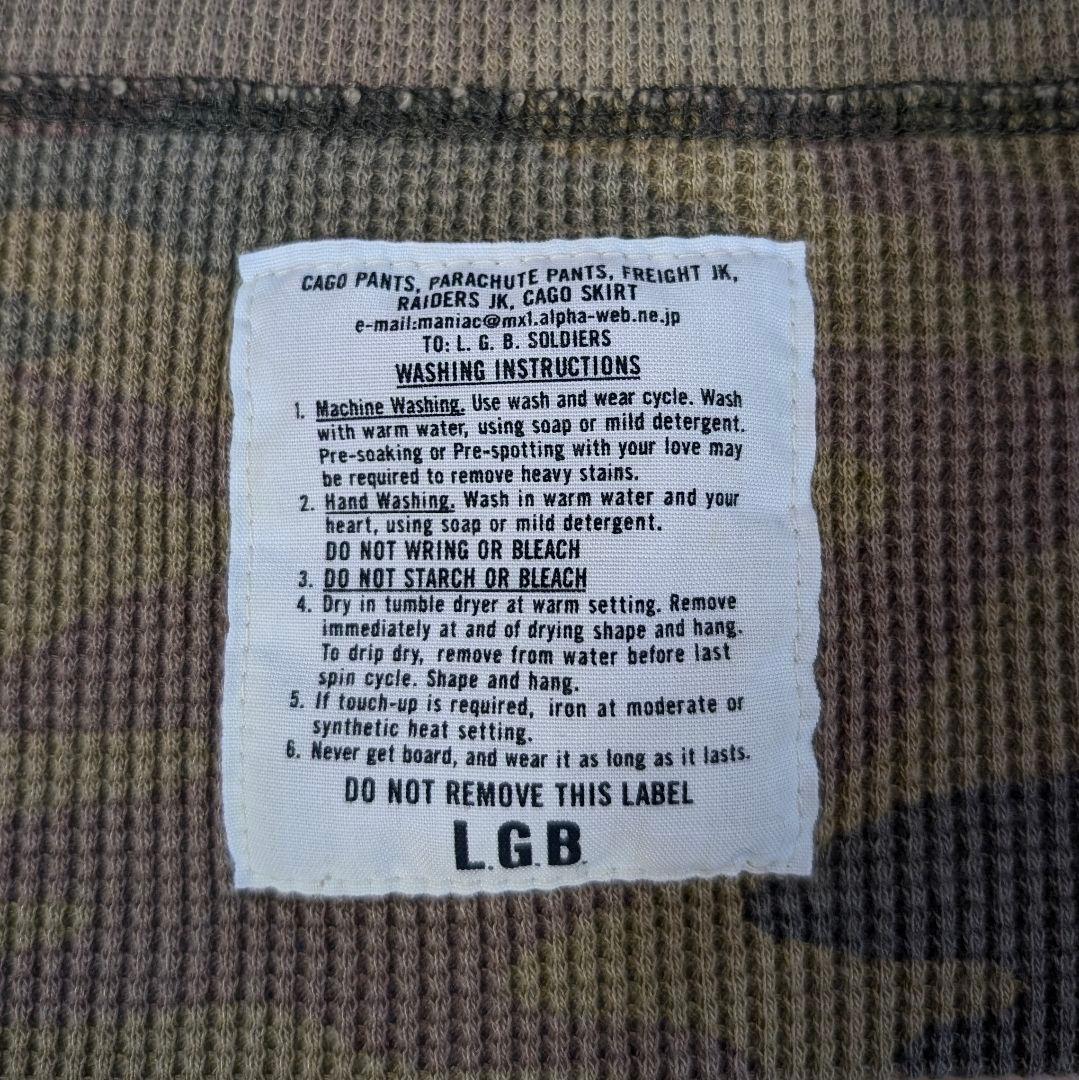 CAGO PANTS, PARACHUTE PANTS, FREIGHT JK,
RAIDERS JK, CAGO SKIRT
e-mail:maniac@mx1.alpha-web.ne.jp
TO: L. G. B. SOLDIERS
WASHING INSTRUCTIONS
1. Machine Washing. Use wash and wear cycle. Wash
with warm water, using soap or mild detergent.
Pre-soaking or Pre-spotting with your love may
be required to remove heavy stains.
2. Hand Washing. Wash in warm water and your
heart, using soap or mild detergent.
DO NOT WRING OR BLEACH
3. DO NOT STARCH OR BLEACH
4. Dry in tumble dryer at warm setting. Remove
immediately at and of drying shape and hang.
To drip dry, remove from water before last
spin cycle. Shape and hang.
5. If touch-up is required, iron at moderate or
synthetic heat setting.
6. Never get board, and wear it as long as it lasts.
DO NOT REMOVE THIS LABEL
L.G.B.